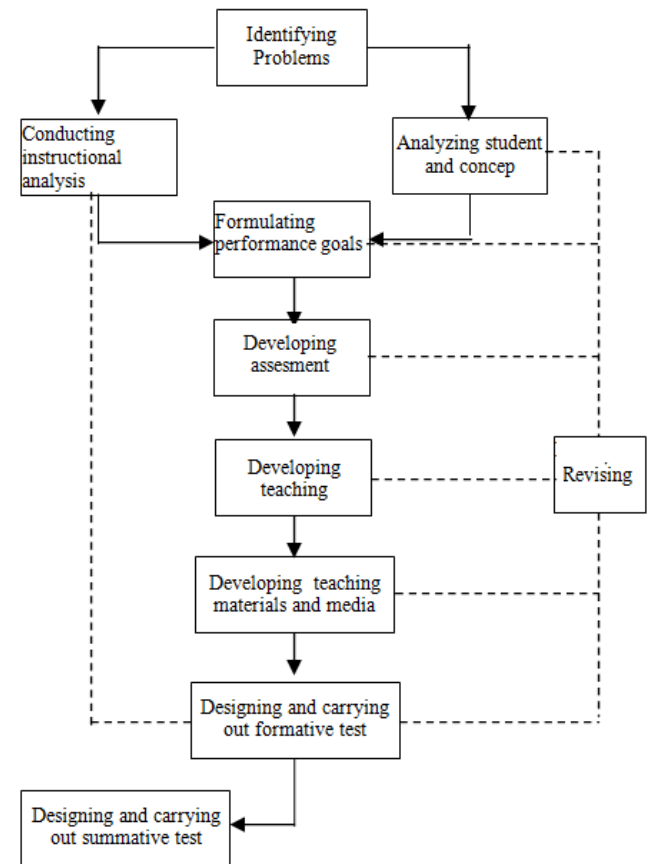 Identifying
Problems
Conducting
instructional
analysis
Analyzing student
and concep
Formulating
performance goals
Developing
assesment
Developing
teaching
Revising
Developing teaching
materials and media
Designing and carrying
out formative test
Designing and carrying
out summative test